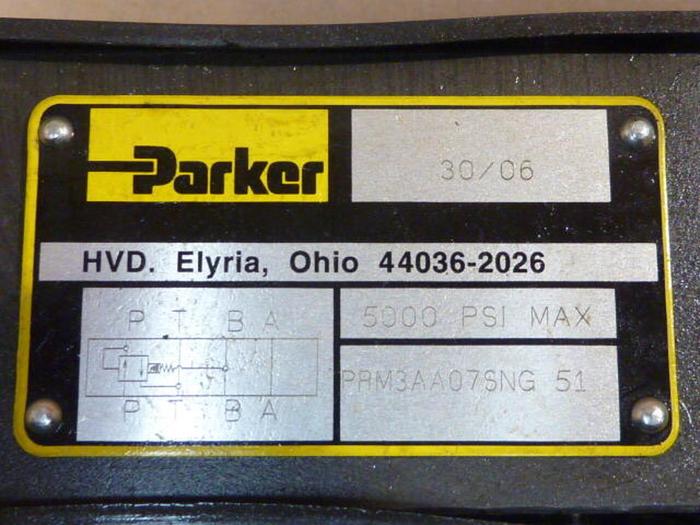 Parker
30/06
HVD. Elyria, Ohio 44036-2026
P T B A
P T B A
5000 PSI MAX
PRM3AA07SNG 51